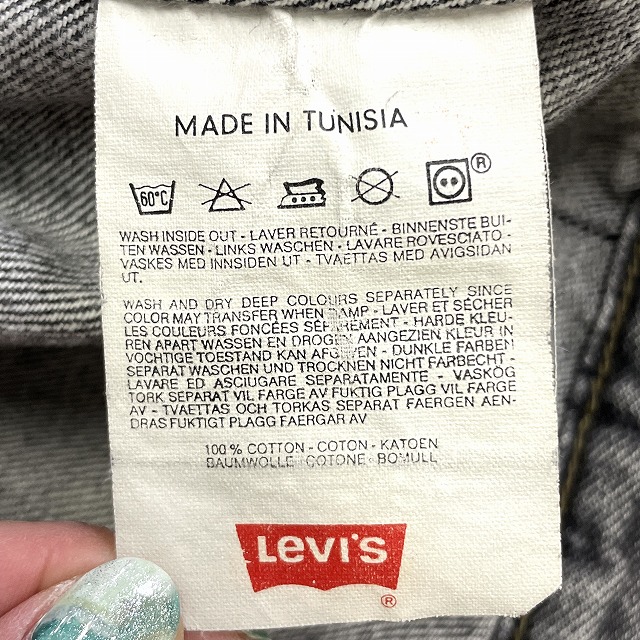 MADE IN TUNISIA
60°C
®
WASH INSIDE OUT - LAVER RETOURNÉ - BINNENSTE BUI-
TEN WASSEN - LINKS WASCHEN - LAVARE ROVESCIATO -
VASKES MED INNSIDEN UT - TVAETTAS MED AVIGSIDAN
UT.
WASH AND DRY DEEP COLOURS SEPARATELY SINCE
COLOR MAY TRANSFER WHEN DAMP - LAVER ET SÉCHER
LES COULEURS FONCÉES SÉPARÉMENT - HARDE KLEU-
REN APART WASSEN EN DROGEN AANGEZIEN KLEUR IN
VOCHTIGE TOESTAND KAN AFGEVEN - DUNKLE FARBEN
SEPARAT WASCHEN UND TROCKNEN NICHT FARBECHT -
LAVARE ED ASCIUGARE SEPARATAMENTE - VASKOG
TORK SEPARAT VIL FARGE AV FUKTIG PLAGG VIL FARGE
AV - TVAETTAS OCH TORKAS SEPARAT FAERGEN AEN-
DRAS FUKTIGT PLAGG FAERGAR AV
100 % COTTON - COTON - KATOEN
BAUMWOLLE - COTONE - BOMULL
Levi's
®